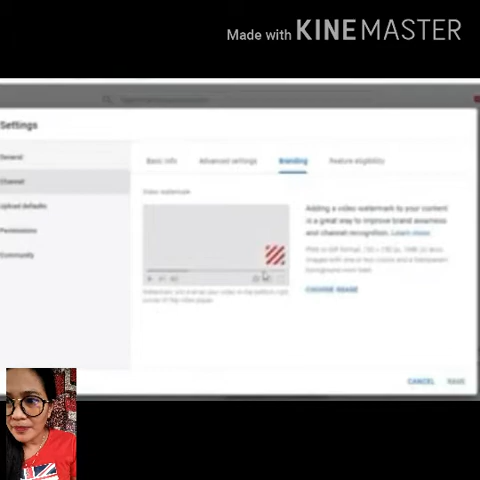 Made with KINEMASTER
Settings
General
Basic info
Advanced settings
Branding
Feature eligibility
Channel
Video watermark
Upload defaults
Adding a video watermark to your content
is a great way to improve brand awareness
and channel recognition. Learn more
Permissions
Community
CHOOSE IMAGE
CANCEL
SAVE